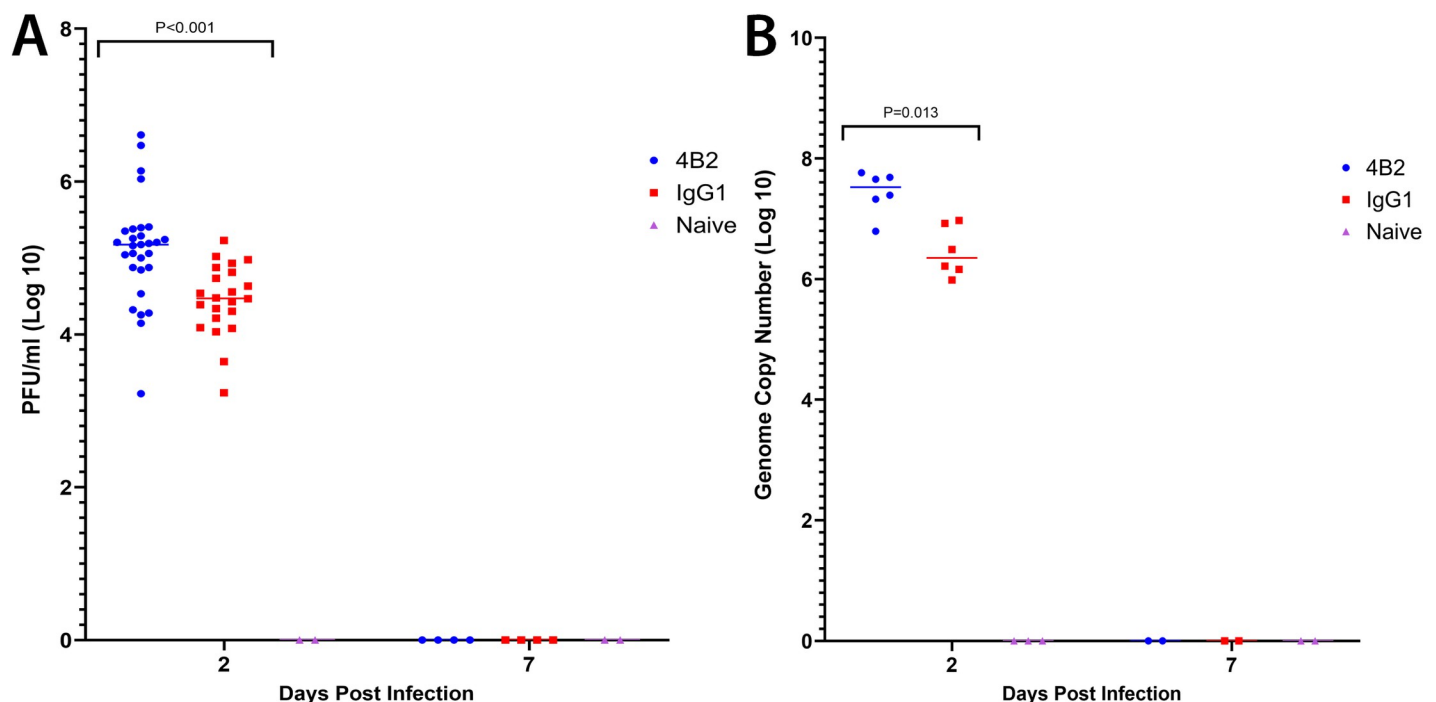 A
P<0.001
8
6
4
2
0
PFU/ml (Log 10)
4B2
IgG1
Naive
2
7
Days Post Infection
B
P=0.013
10
8
6
4
2
0
Genome Copy Number (Log 10)
4B2
IgG1
Naive
2
7
Days Post Infection